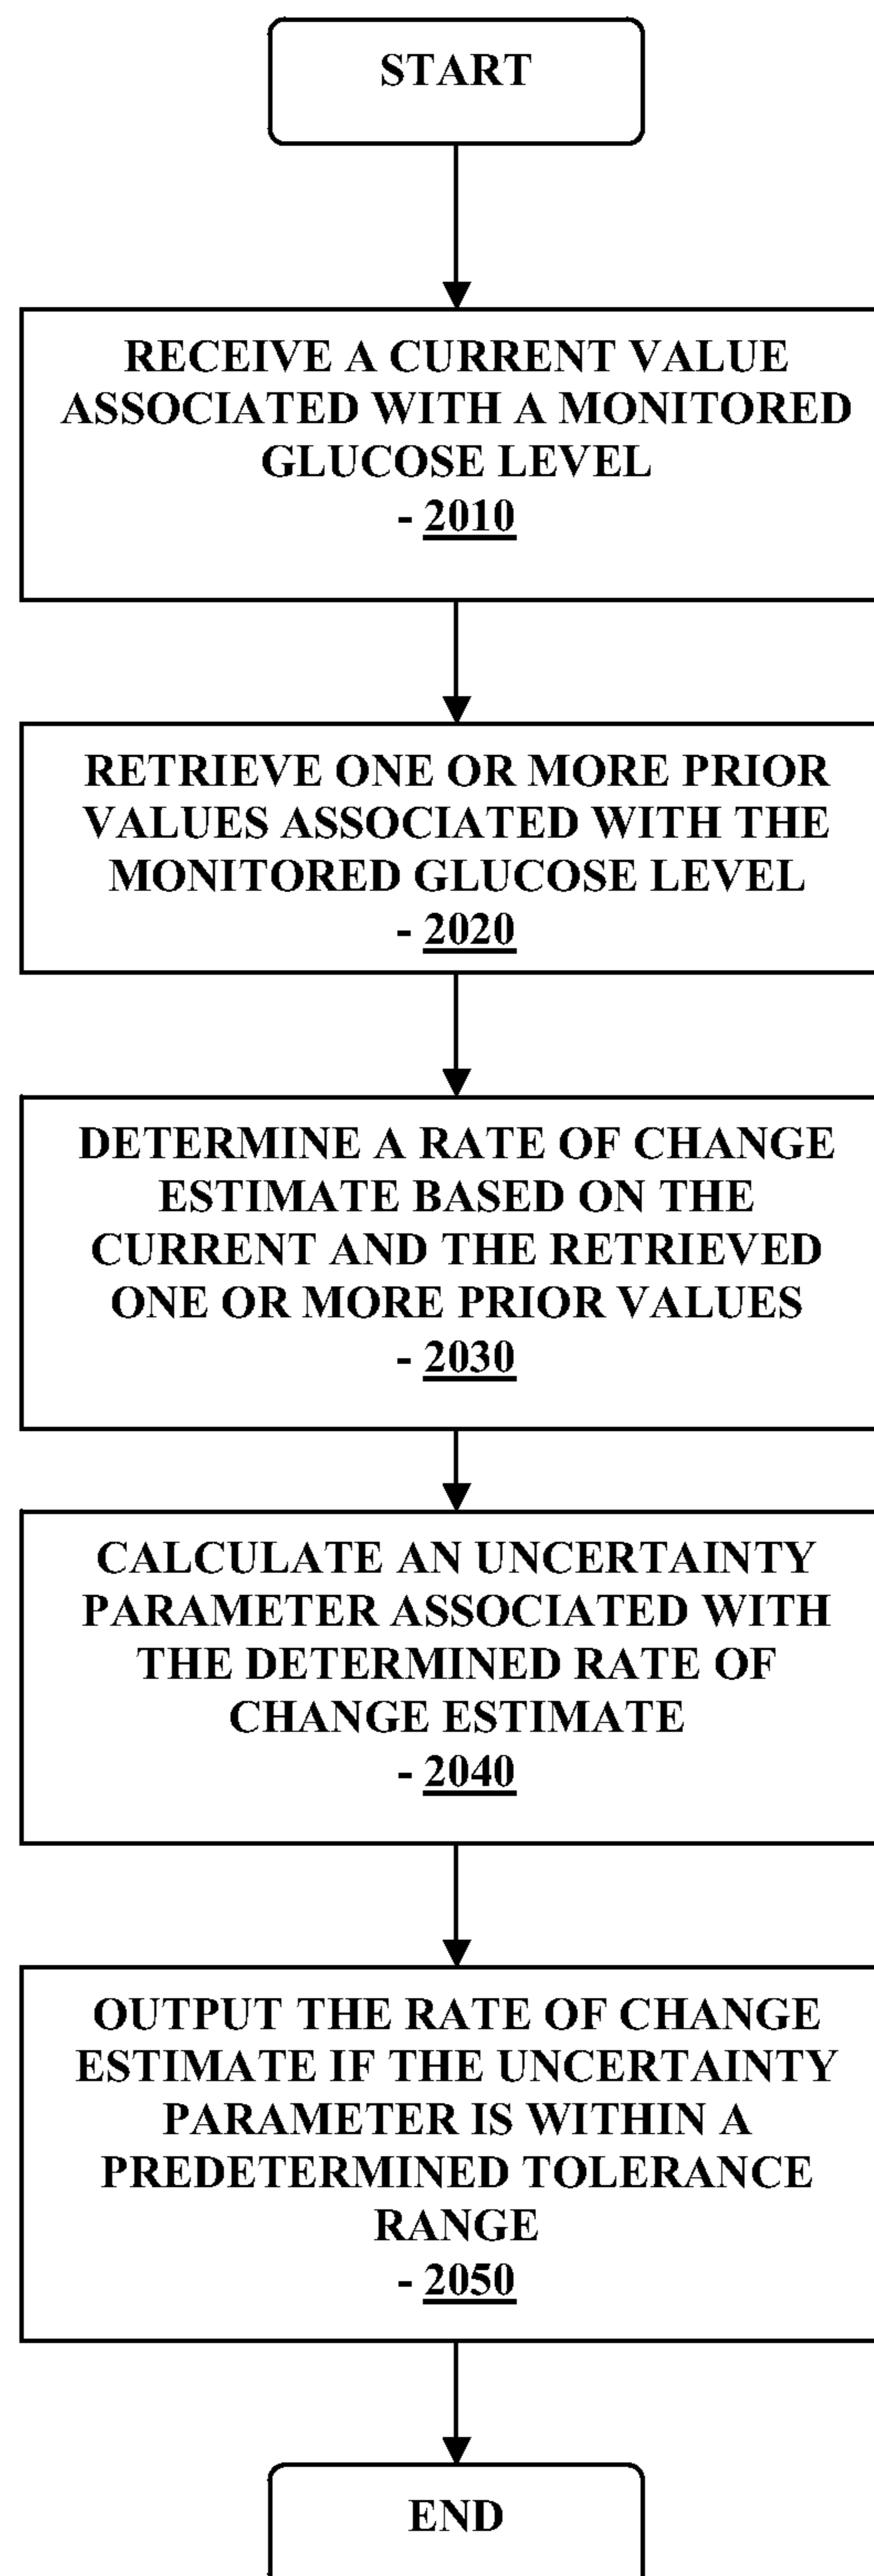 START
RECEIVE A CURRENT VALUE
ASSOCIATED WITH A MONITORED
GLUCOSE LEVEL
- 2010
RETRIEVE ONE OR MORE PRIOR
VALUES ASSOCIATED WITH THE
MONITORED GLUCOSE LEVEL
- 2020
DETERMINE A RATE OF CHANGE
ESTIMATE BASED ON THE
CURRENT AND THE RETRIEVED
ONE OR MORE PRIOR VALUES
- 2030
CALCULATE AN UNCERTAINTY
PARAMETER ASSOCIATED WITH
THE DETERMINED RATE OF
CHANGE ESTIMATE
- 2040
OUTPUT THE RATE OF CHANGE
ESTIMATE IF THE UNCERTAINTY
PARAMETER IS WITHIN A
PREDETERMINED TOLERANCE
RANGE
- 2050
END